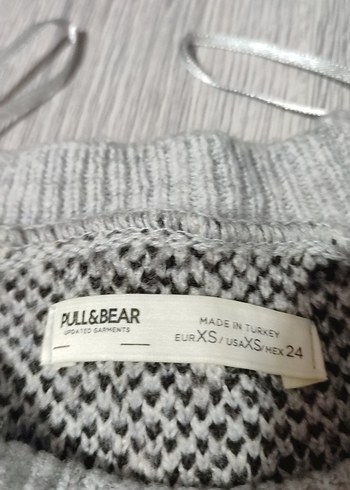 PULL&BEAR
UPDATED GARMENTS
MADE IN TURKEY
EUR XS / USA XS / MEX 24